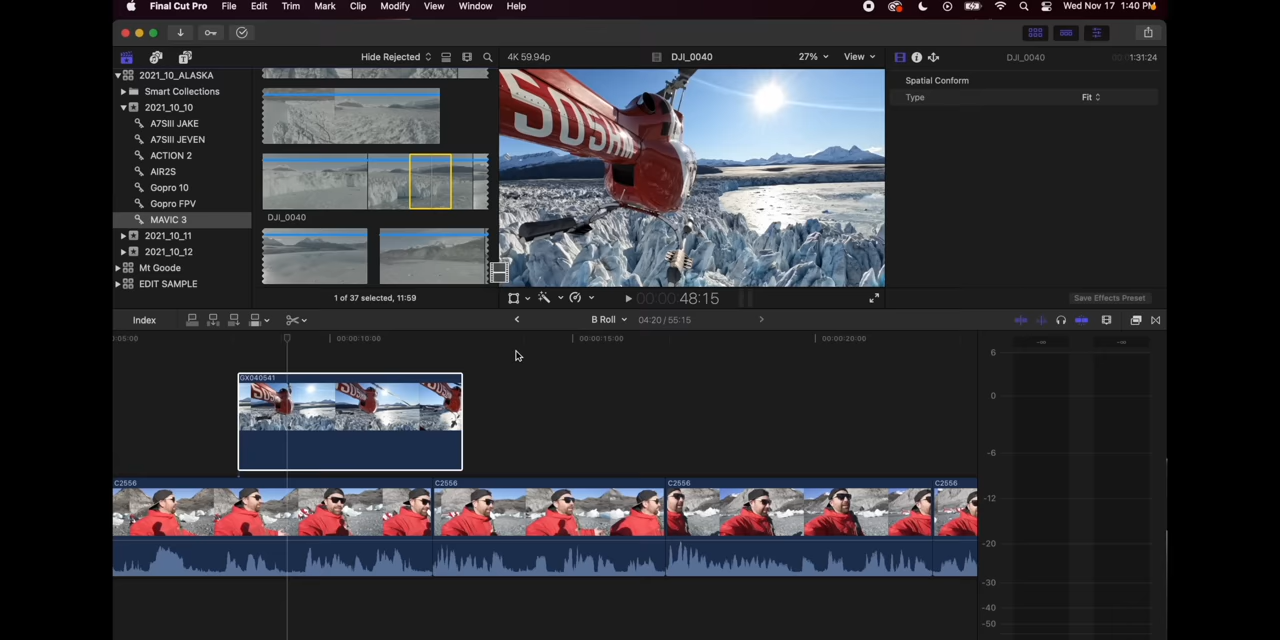 Final Cut Pro File Edit Trim Mark Clip Modify View Window Help Wed Nov 17 1:40 PM
Hide Rejected 4K 59.94p DJI_0040 27% View DJI_0040 1:31:24
2021_10_ALASKA
Smart Collections
2021_10_10
A7SIII JAKE
A7SIII JEVEN
ACTION 2
AIR2S
Gopro 10
Gopro FPV
MAVIC 3
2021_10_11
2021_10_12
Mt Goode
EDIT SAMPLE
DJI_0040
1 of 37 selected, 11:59
SOSHA
Spatial Conform
Type Fit
00:00:48:15
Save Effects Preset
Index B Roll 04:20 / 55:15
0:05:00 00:00:10:00 00:00:15:00 00:00:20:00
GX040541
C2556 C2556 C2556 C2556
-∞ -∞
6
0
-6
-12
-20
-30
-40
-50